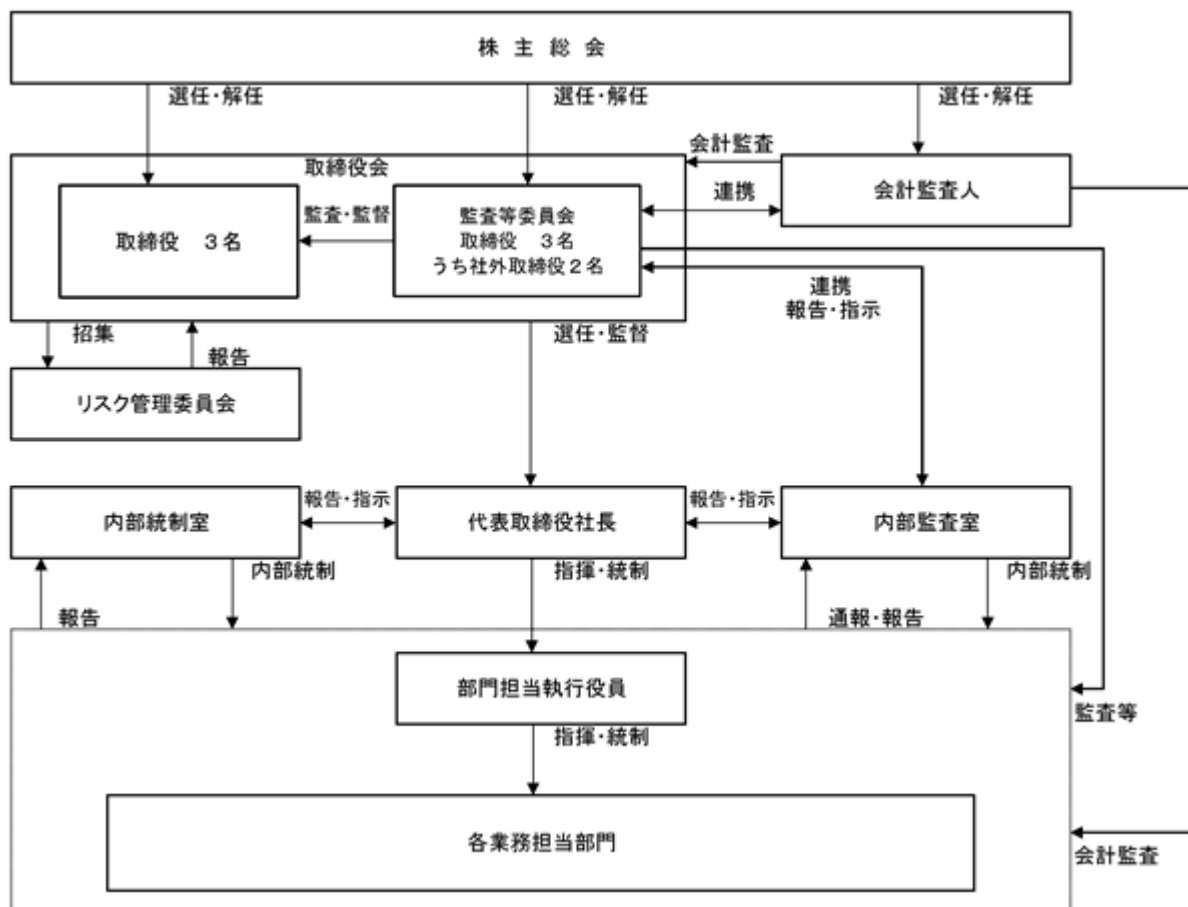 株 主 総 会
選任・解任
選任・解任
選任・解任
取締役会
会計監査
取締役　３名
監査・監督
監査等委員会
取締役　３名
うち社外取締役２名
連携
会計監査人
連携
報告・指示
招集
報告
選任・監督
リスク管理委員会
内部統制室
報告・指示
代表取締役社長
報告・指示
内部監査室
内部統制
指揮・統制
内部統制
報告
通報・報告
部門担当執行役員
監査等
指揮・統制
各業務担当部門
会計監査